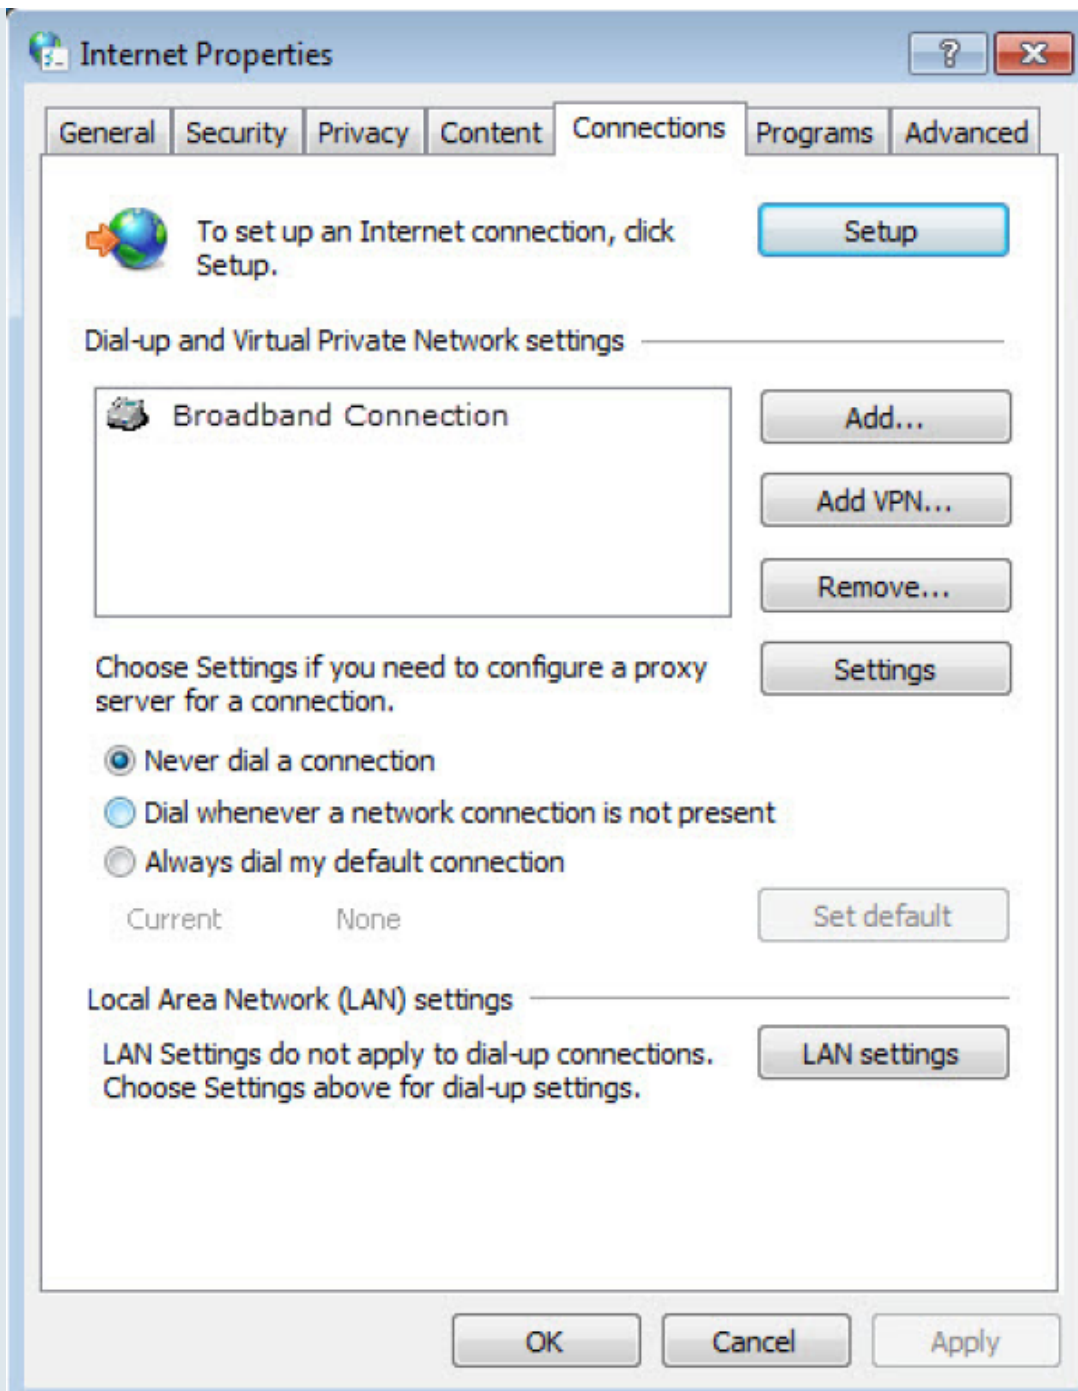 Internet Properties
?
General Security Privacy Content Connections Programs Advanced
To set up an Internet connection, click
Setup.
Setup
Dial-up and Virtual Private Network settings
Broadband Connection
Add...
Add VPN...
Remove...
Choose Settings if you need to configure a proxy
server for a connection.
Settings
Never dial a connection
Dial whenever a network connection is not present
Always dial my default connection
Current None
Set default
Local Area Network (LAN) settings
LAN Settings do not apply to dial-up connections.
Choose Settings above for dial-up settings.
LAN settings
OK Cancel Apply